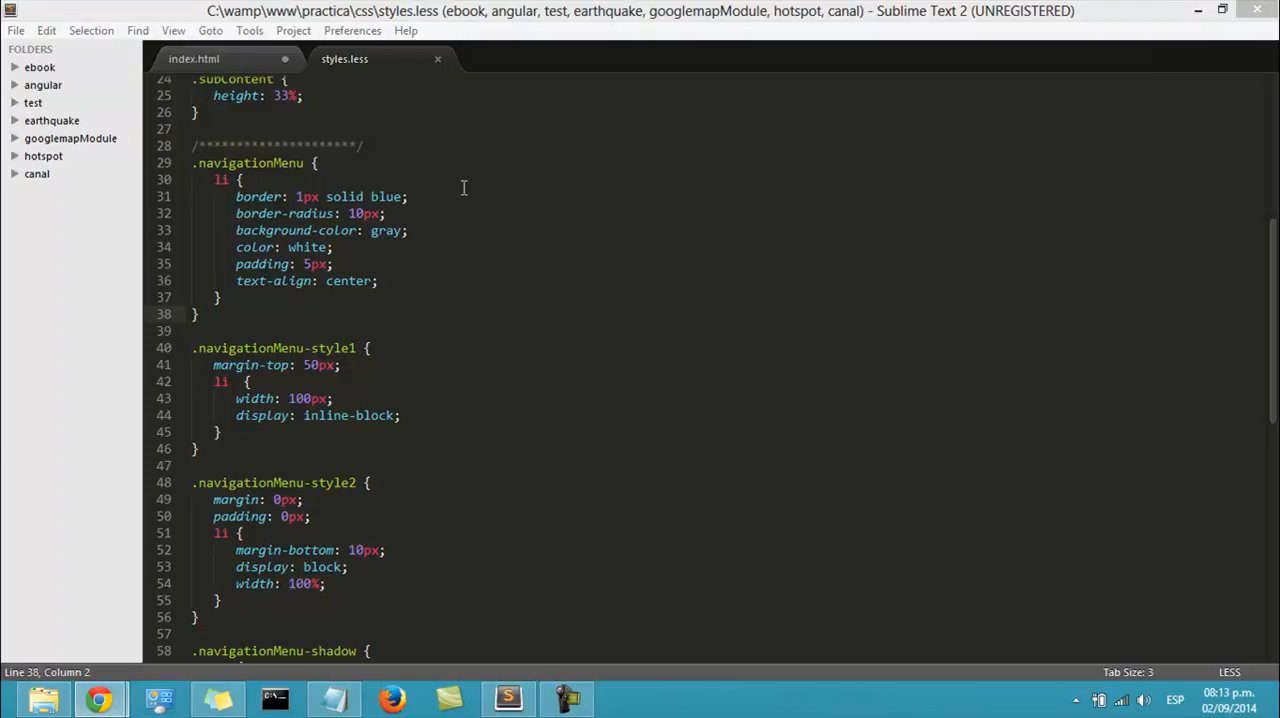 C:\wamp\www\practica\css\styles.less (ebook, angular, test, earthquake, googlemapModule, hotspot, canal) - Sublime Text 2 (UNREGISTERED)
File Edit Selection Find View Goto Tools Project Preferences Help
FOLDERS
ebook
angular
test
earthquake
googlemapModule
hotspot
canal
index.html styles.less
24 .subContent {
25 height: 33%;
26 }
27
28 /*********************/
29 .navigationMenu {
30 li {
31 border: 1px solid blue;
32 border-radius: 10px;
33 background-color: gray;
34 color: white;
35 padding: 5px;
36 text-align: center;
37 }
38 }
39
40 .navigationMenu-style1 {
41 margin-top: 50px;
42 li {
43 width: 100px;
44 display: inline-block;
45 }
46 }
47
48 .navigationMenu-style2 {
49 margin: 0px;
50 padding: 0px;
51 li {
52 margin-bottom: 10px;
53 display: block;
54 width: 100%;
55 }
56 }
57
58 .navigationMenu-shadow {
Line 38, Column 2 Tab Size: 3 LESS
ESP
08:13 p.m.
02/09/2014